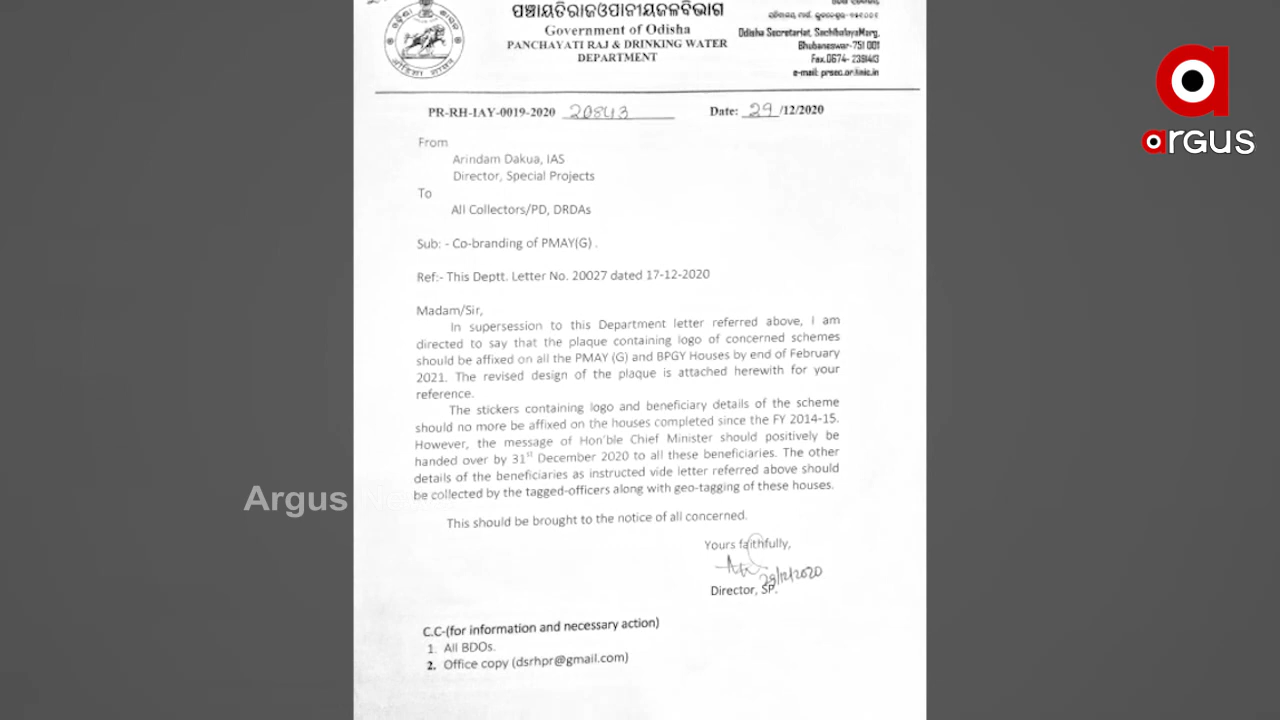 ପଞ୍ଚାୟତିରାଜଓପାନୀୟଜଳବିଭାଗ
Government of Odisha
PANCHAYATI RAJ & DRINKING WATER
DEPARTMENT
Odisha Secretariat, SachibalayaMarg,
Bhubaneswar-751 001
Fax.0674- 2391413
e-mail: prsec.or@nic.in
PR-RH-IAY-0019-2020 20843 Date: 29/12/2020
From
Arindam Dakua, IAS
Director, Special Projects
To
All Collectors/PD, DRDAs
Sub: - Co-branding of PMAY(G) .
Ref:- This Deptt. Letter No. 20027 dated 17-12-2020
Madam/Sir,
In supersession to this Department letter referred above, I am
directed to say that the plaque containing logo of concerned schemes
should be affixed on all the PMAY (G) and BPGY Houses by end of February
2021. The revised design of the plaque is attached herewith for your
reference.
The stickers containing logo and beneficiary details of the scheme
should no more be affixed on the houses completed since the FY 2014-15.
However, the message of Hon'ble Chief Minister should positively be
handed over by 31st December 2020 to all these beneficiaries. The other
details of the beneficiaries as instructed vide letter referred above should
be collected by the tagged-officers along with geo-tagging of these houses.
This should be brought to the notice of all concerned.
Yours faithfully,
29/12/2020
Director, SP.
C.C-(for information and necessary action)
1. All BDOs.
2. Office copy (dsrhpr@gmail.com)
argus
Argus News